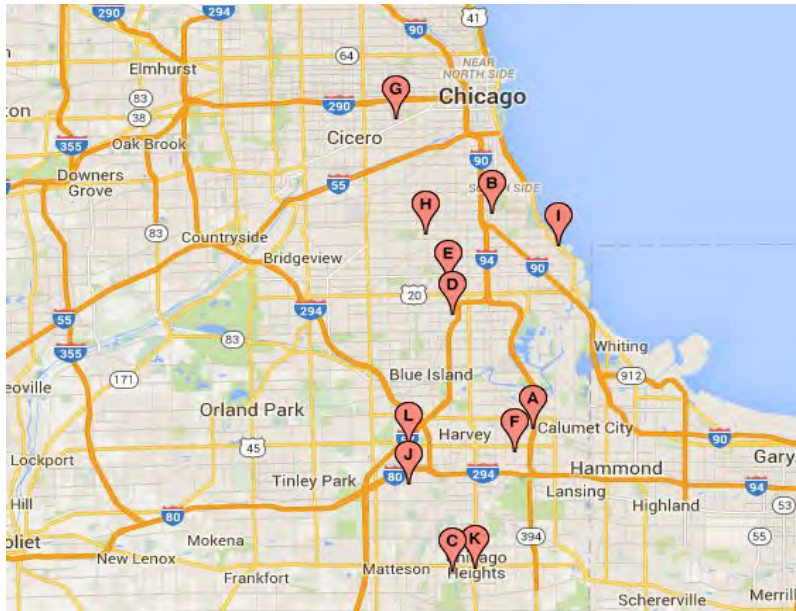 290
294
41
90
64
NEAR
NORTH SIDE
Elmhurst
G
Chicago
83
290
38
Cicero
Oak Brook
355
90
Downers
Grove
55
B
H
I
83
Countryside
Bridgeview
E
94
90
D
20
294
55
83
Whiting
355
171
Blue Island
912
A
Orland Park
L
F
Calumet City
Harvey
90
45
Lockport
J
Hammond
Gary
Tinley Park
80
294
94
Lansing
Hill
Highland
53
80
Mokena
394
55
New Lenox
C
K
Matteson
Heights
Frankfort
Schererville